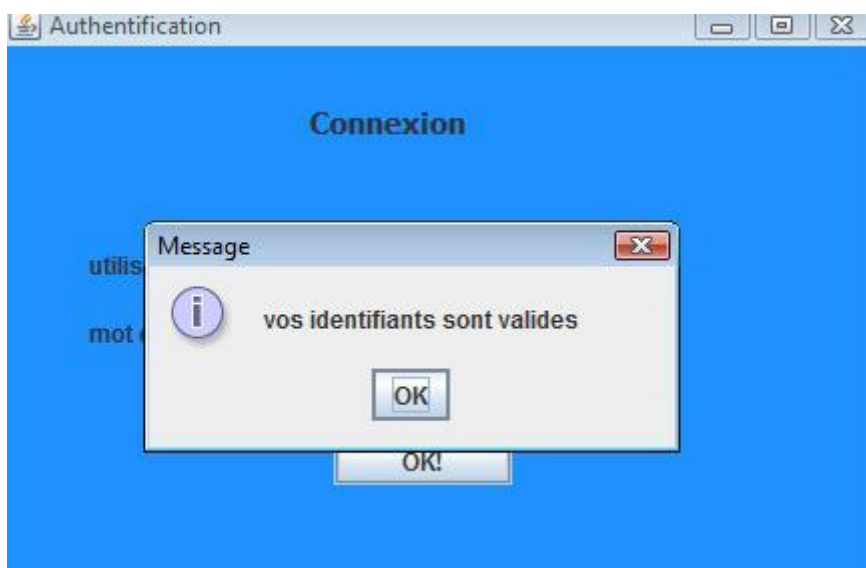 Authentification
Connexion
Message
utilis
vos identifiants sont valides
mot
OK
OK!